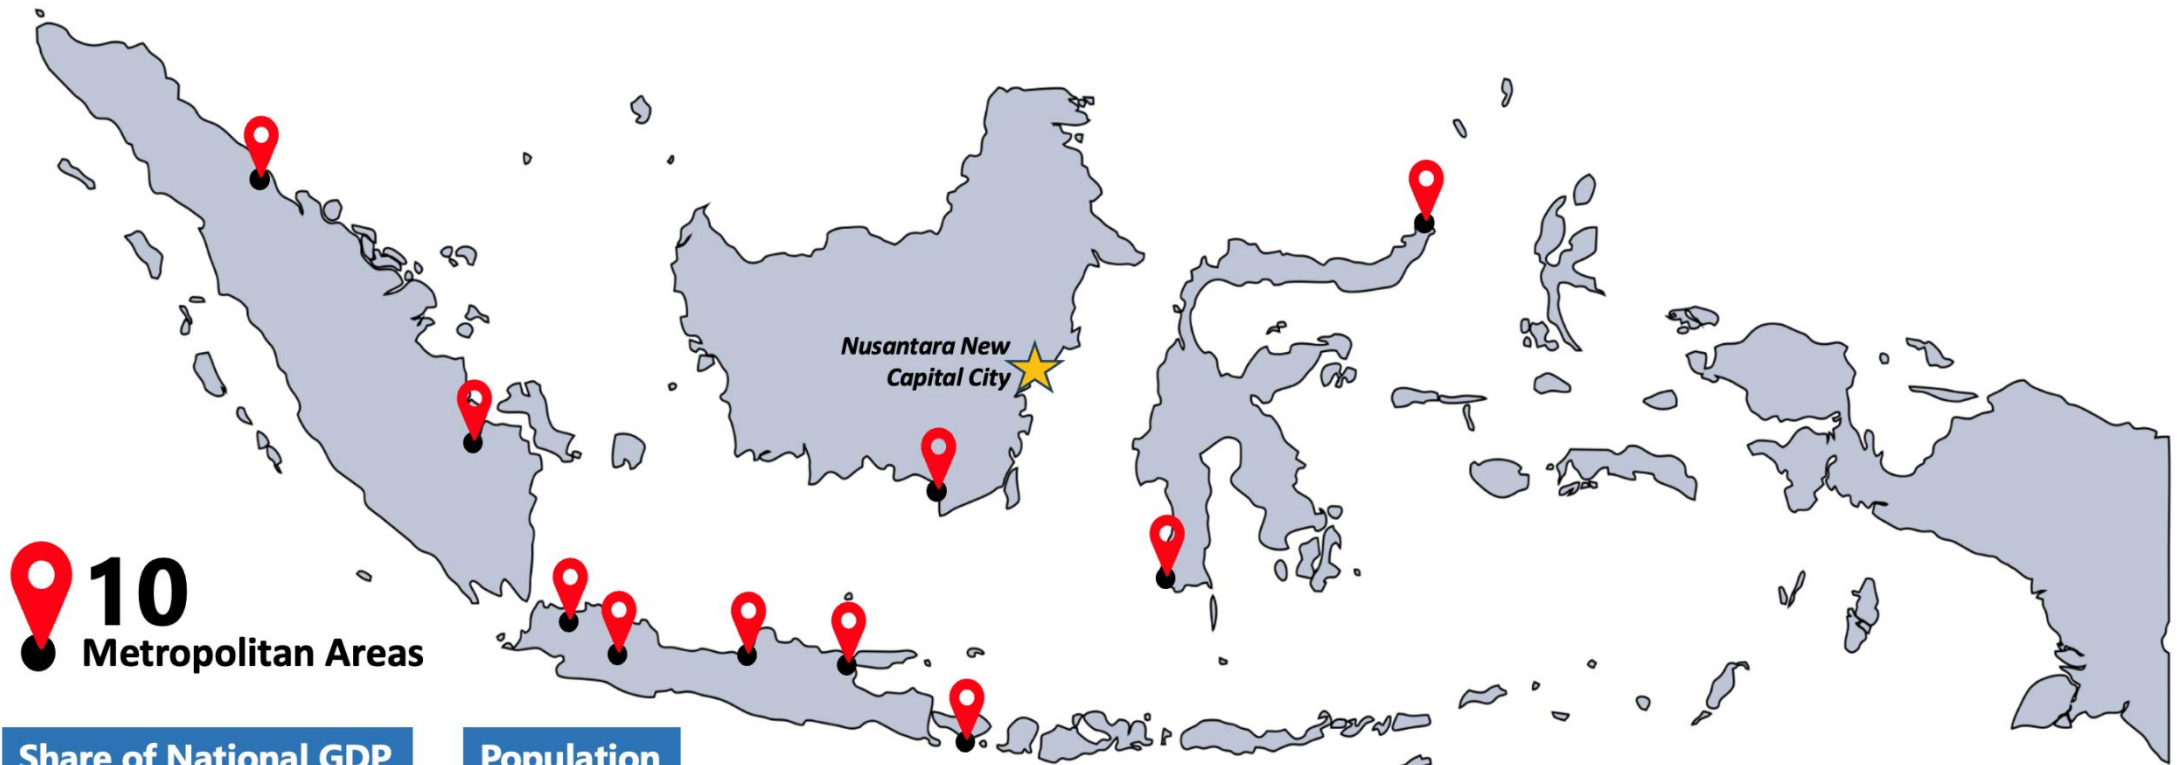 Nusantara New
Capital City
10
Metropolitan Areas
Share of National GDP
Population